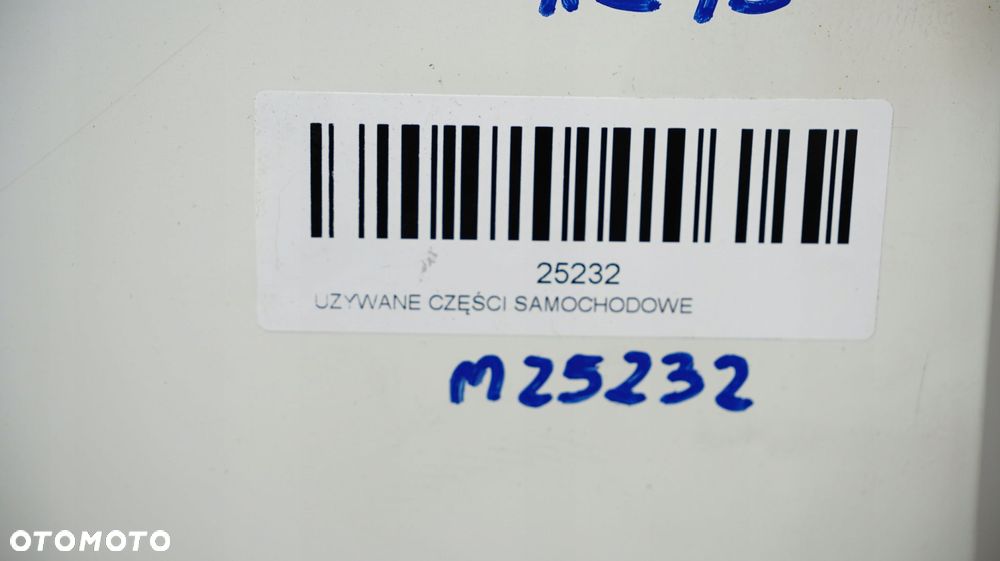 25232
UZYWANE CZĘŚCI SAMOCHODOWE
M25232
OTOMOTO